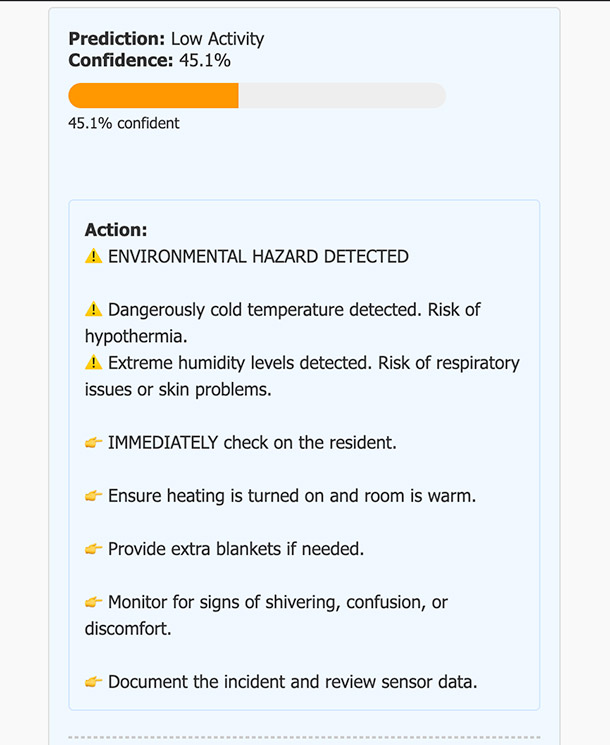 Prediction: Low Activity
Confidence: 45.1%
45.1% confident
Action:
⚠️ ENVIRONMENTAL HAZARD DETECTED
⚠️ Dangerously cold temperature detected. Risk of
hypothermia.
⚠️ Extreme humidity levels detected. Risk of respiratory
issues or skin problems.
👉 IMMEDIATELY check on the resident.
👉 Ensure heating is turned on and room is warm.
👉 Provide extra blankets if needed.
👉 Monitor for signs of shivering, confusion, or
discomfort.
👉 Document the incident and review sensor data.